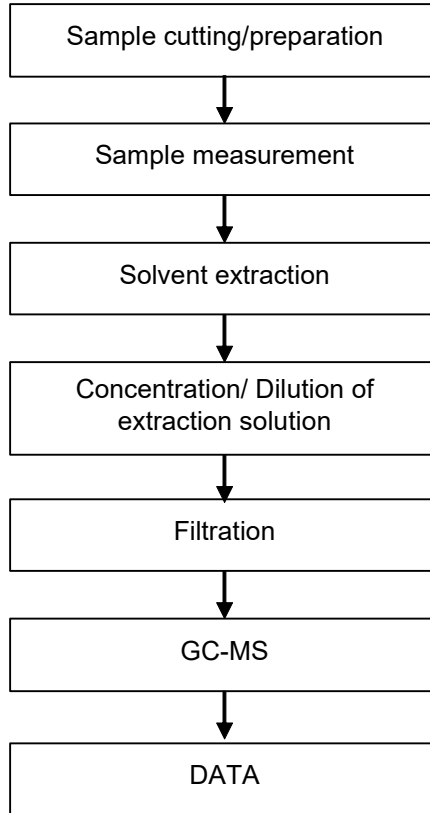 Sample cutting/preparation
Sample measurement
Solvent extraction
Concentration/ Dilution of
extraction solution
Filtration
GC-MS
DATA